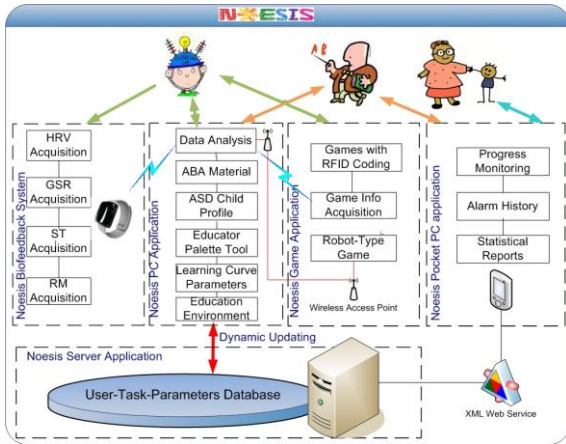 NOESIS
A B
Noesis Biofeedback System
HRV
Acquisition
GSR
Acquisition
ST
Acquisition
RM
Acquisition
Noesis PC Application
Data Analysis
ABA Material
ASD Child
Profile
Educator
Palette Tool
Learning Curve
Parameters
Education
Environment
Noesis Game Application
Games with
RFID Coding
Game Info
Acquisition
Robot-Type
Game
Wireless Access Point
Noesis Pocket PC application
Progress
Monitoring
Alarm History
Statistical
Reports
Dynamic Updating
Noesis Server Application
User-Task-Parameters Database
XML Web Service